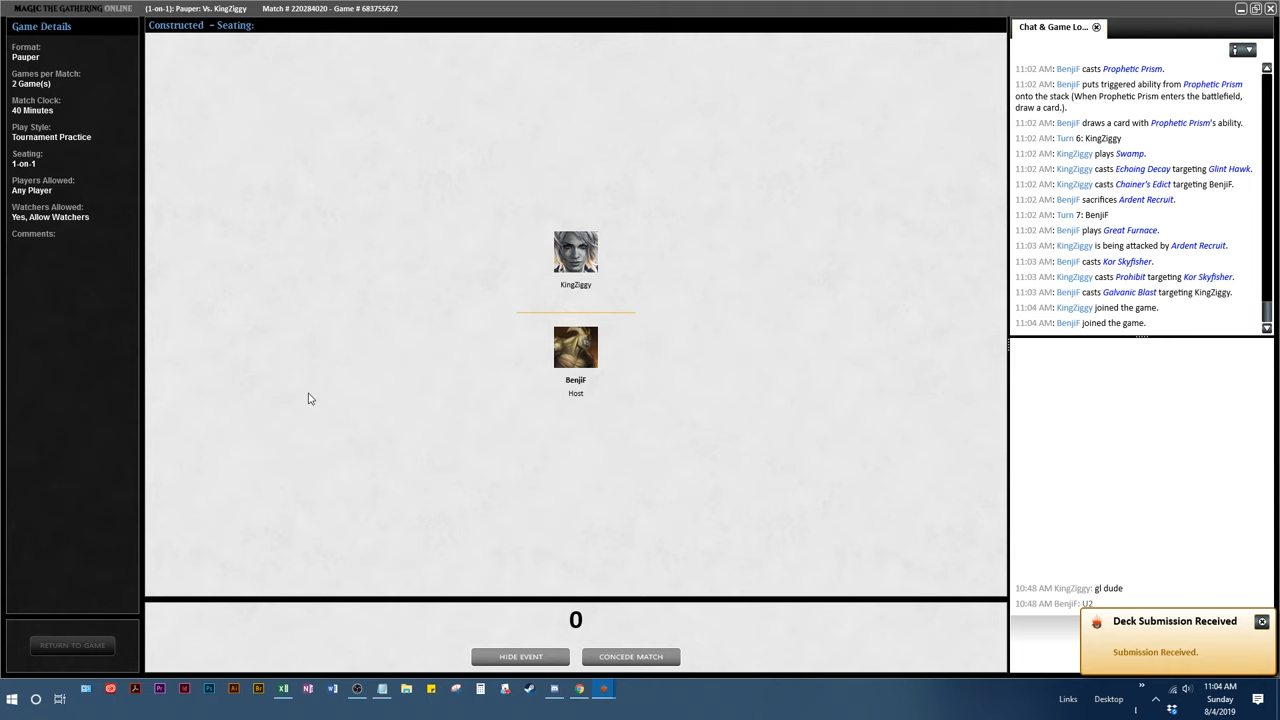 MAGIC THE GATHERING ONLINE
(1-on-1): Pauper: Vs. KingZiggy Match # 220284020 - Game # 683755672
Game Details
Format:
Pauper
Games per Match:
2 Game(s)
Match Clock:
40 Minutes
Play Style:
Tournament Practice
Seating:
1-on-1
Players Allowed:
Any Player
Watchers Allowed:
Yes, Allow Watchers
Comments:
RETURN TO GAME
Constructed - Seating:
KingZiggy
BenjiF
Host
0
HIDE EVENT
CONCEDE MATCH
Chat & Game Lo...
11:02 AM: BenjiF casts Prophetic Prism.
11:02 AM: BenjiF puts triggered ability from Prophetic Prism
onto the stack (When Prophetic Prism enters the battlefield,
draw a card.).
11:02 AM: BenjiF draws a card with Prophetic Prism's ability.
11:02 AM: Turn 6: KingZiggy
11:02 AM: KingZiggy plays Swamp.
11:02 AM: KingZiggy casts Echoing Decay targeting Glint Hawk.
11:02 AM: KingZiggy casts Chainer's Edict targeting BenjiF.
11:02 AM: BenjiF sacrifices Ardent Recruit.
11:02 AM: Turn 7: BenjiF
11:02 AM: BenjiF plays Great Furnace.
11:03 AM: KingZiggy is being attacked by Ardent Recruit.
11:03 AM: BenjiF casts Kor Skyfisher.
11:03 AM: KingZiggy casts Prohibit targeting Kor Skyfisher.
11:03 AM: BenjiF casts Galvanic Blast targeting KingZiggy.
11:04 AM: KingZiggy joined the game.
11:04 AM: BenjiF joined the game.
10:48 AM KingZiggy: gl dude
10:48 AM BenjiF: U2
Deck Submission Received
Submission Received.
Links
Desktop
11:04 AM
Sunday
8/4/2019